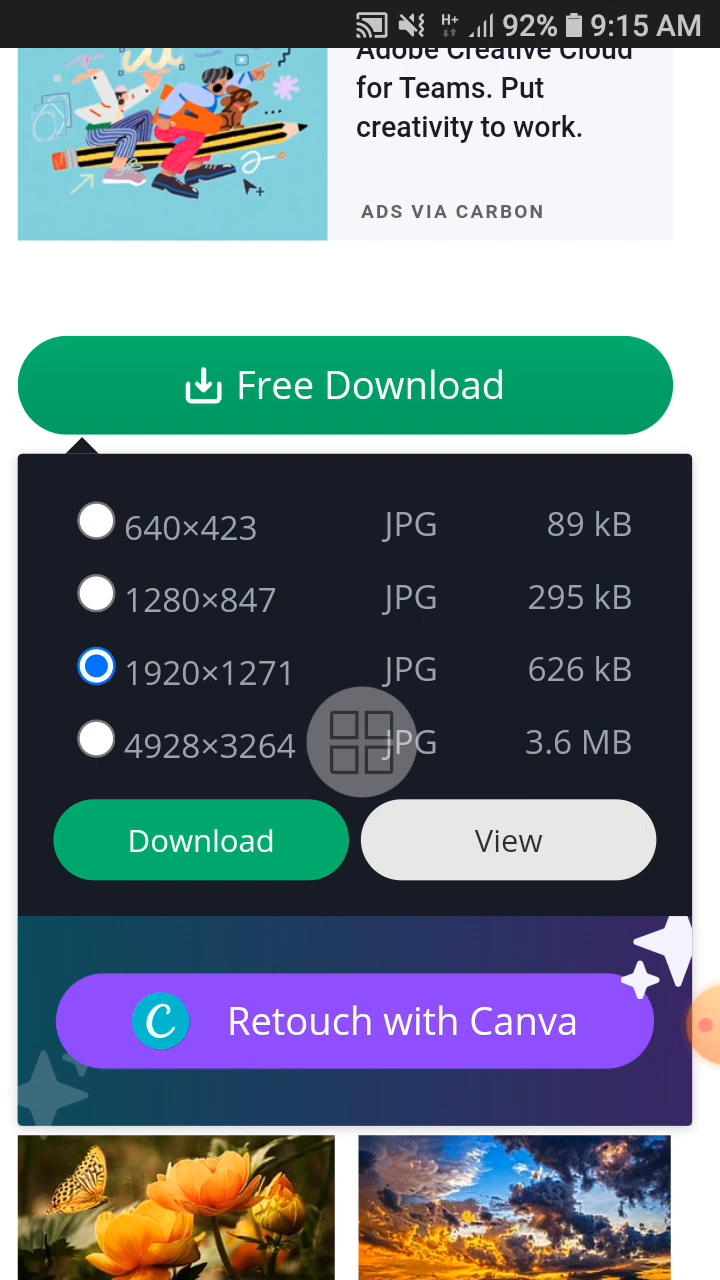 H+ 92% 9:15 AM
Adobe Creative Cloud
for Teams. Put
creativity to work.
ADS VIA CARBON
Free Download
640×423 JPG 89 kB
1280×847 JPG 295 kB
1920×1271 JPG 626 kB
4928×3264 JPG 3.6 MB
Download View
C Retouch with Canva